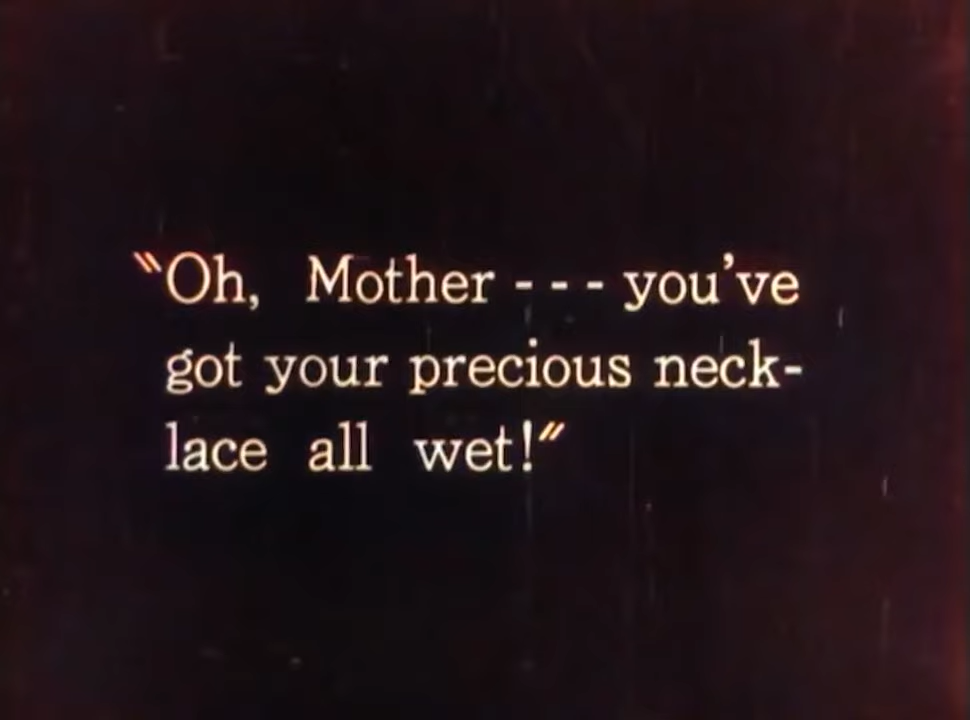 "Oh, Mother - - - you've
got your precious neck-
lace all wet!"